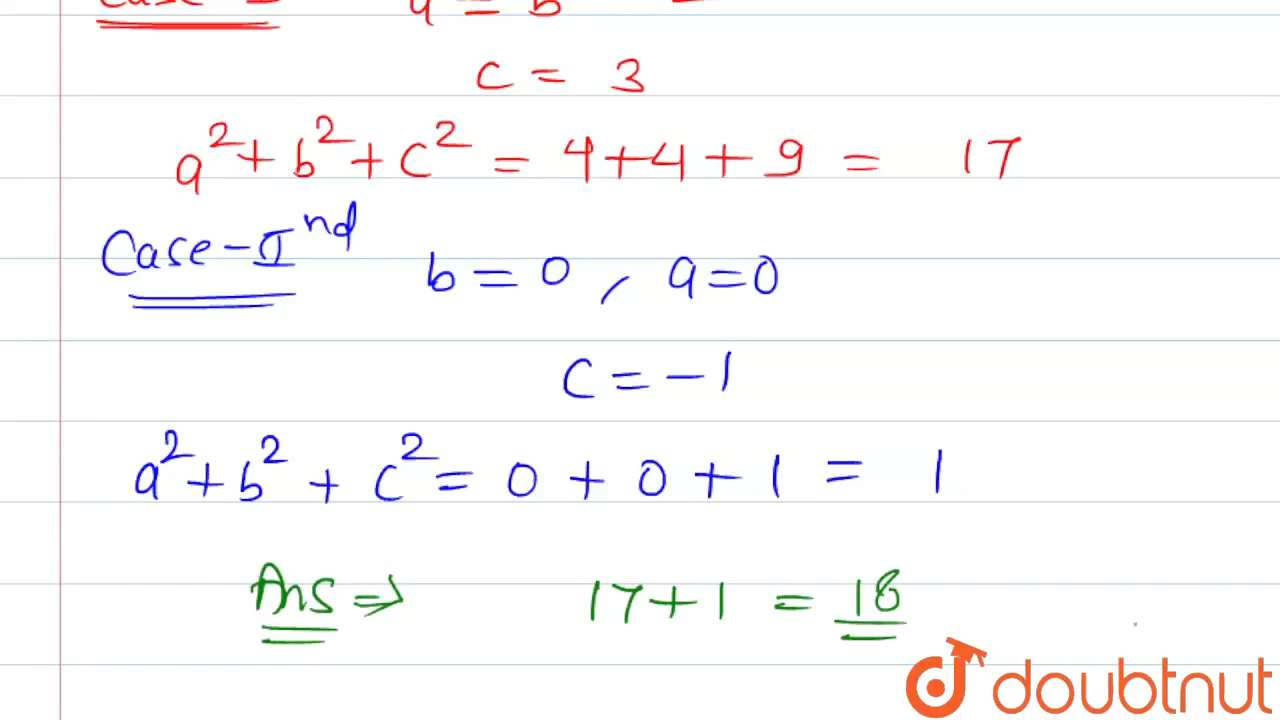 Case
a = b
c = 3
a² + b² + c² = 4 + 4 + 9 = 17
Case-IInd b = 0, a = 0
c = -1
a² + b² + c² = 0 + 0 + 1 = 1
Ans ⇒ 17 + 1 = 18
doubtnut